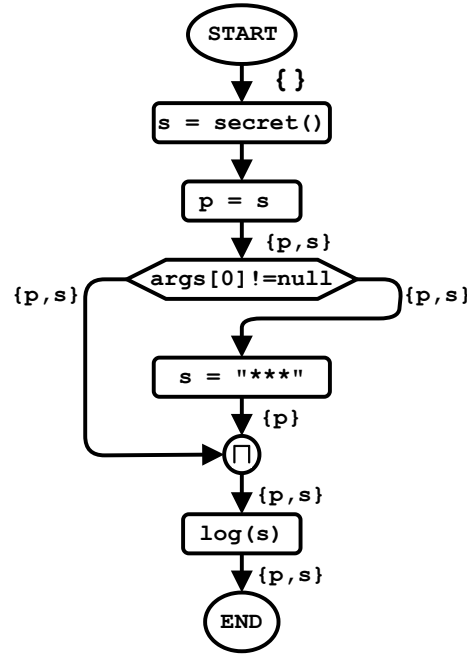 START
{}
s = secret()
p = s
{p,s}
args[0]!=null
{p,s}
{p,s}
s = "***"
{p}
⊓
{p,s}
log(s)
{p,s}
END